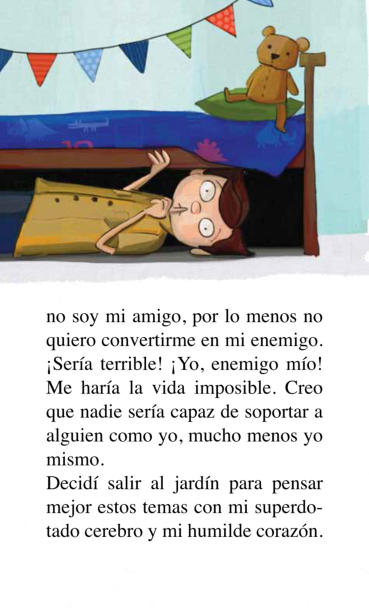 no soy mi amigo, por lo menos no
quiero convertirme en mi enemigo.
¡Sería terrible! ¡Yo, enemigo mío!
Me haría la vida imposible. Creo
que nadie sería capaz de soportar a
alguien como yo, mucho menos yo
mismo.
Decidí salir al jardín para pensar
mejor estos temas con mi superdo-
tado cerebro y mi humilde corazón.